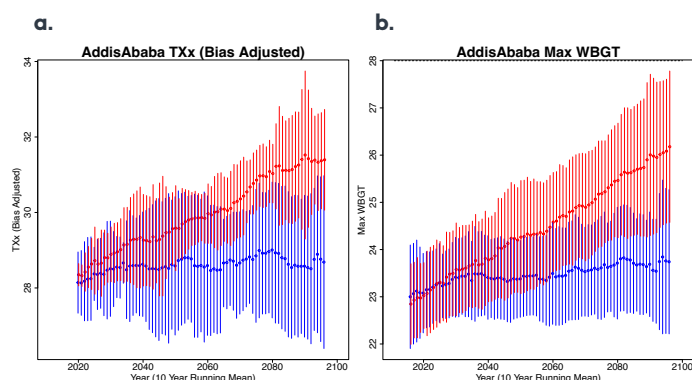 a.
b.
AddisAbaba TXx (Bias Adjusted)
AddisAbaba Max WBGT
TXx (Bias Adjusted)
34
32
30
28
2020 2040 2060 2080 2100
Year (10 Year Running Mean)
Max WBGT
28
27
26
25
24
23
22
2020 2040 2060 2080 2100
Year (10 Year Running Mean)